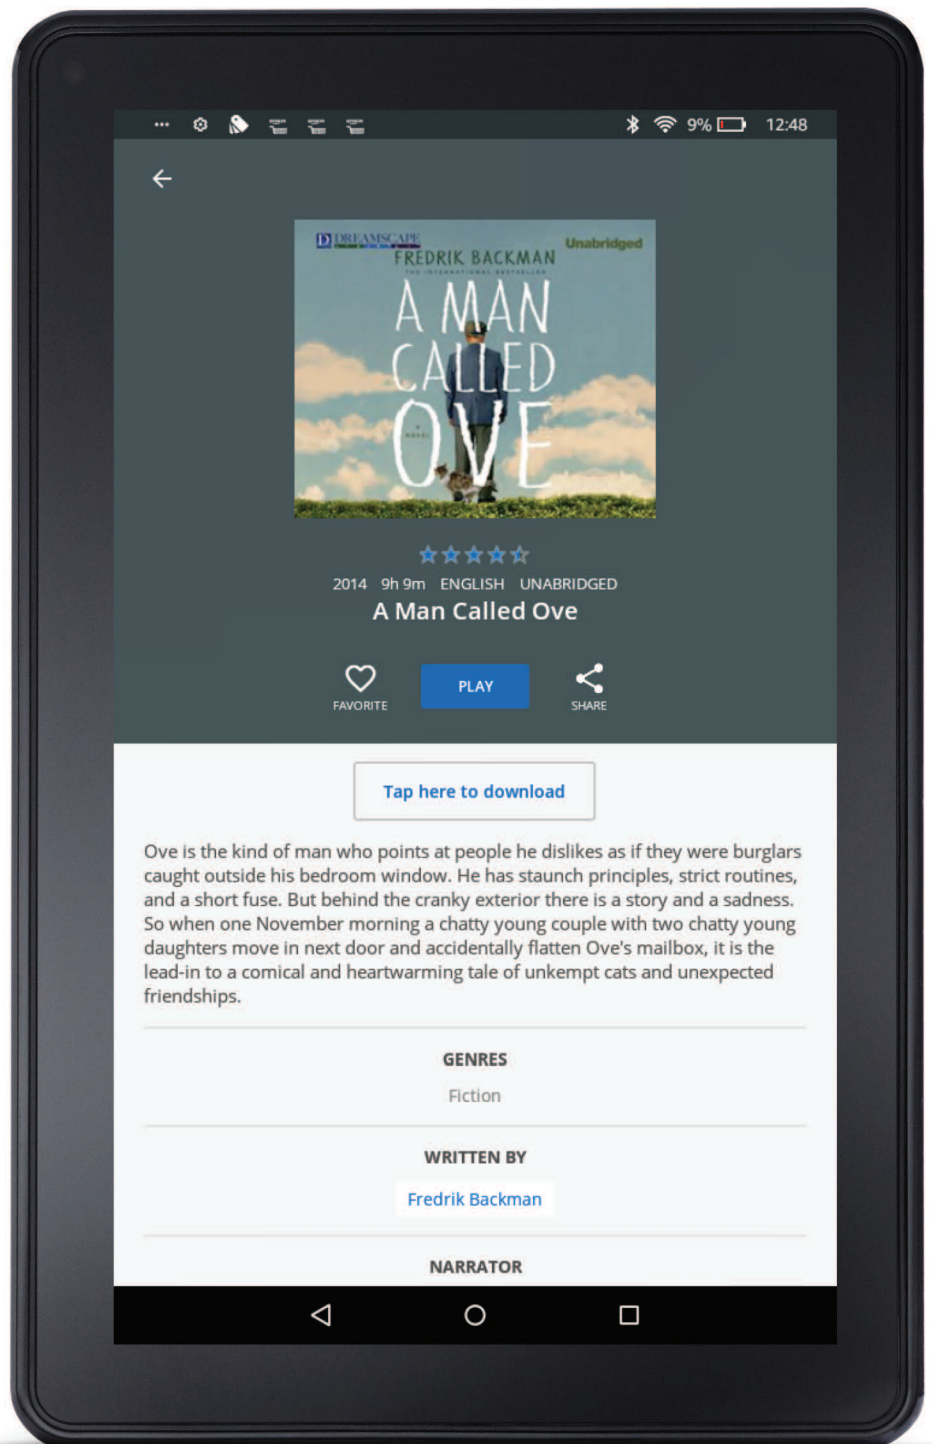 9% 12:48
DREAMSCAPE
Unabridged
FREDRIK BACKMAN
THE INTERNATIONAL BESTSELLER
A MAN
CALLED
OVE
A
NOVEL
2014 9h 9m ENGLISH UNABRIDGED
A Man Called Ove
FAVORITE
PLAY
SHARE
Tap here to download
Ove is the kind of man who points at people he dislikes as if they were burglars
caught outside his bedroom window. He has staunch principles, strict routines,
and a short fuse. But behind the cranky exterior there is a story and a sadness.
So when one November morning a chatty young couple with two chatty young
daughters move in next door and accidentally flatten Ove's mailbox, it is the
lead-in to a comical and heartwarming tale of unkempt cats and unexpected
friendships.
GENRES
Fiction
WRITTEN BY
Fredrik Backman
NARRATOR